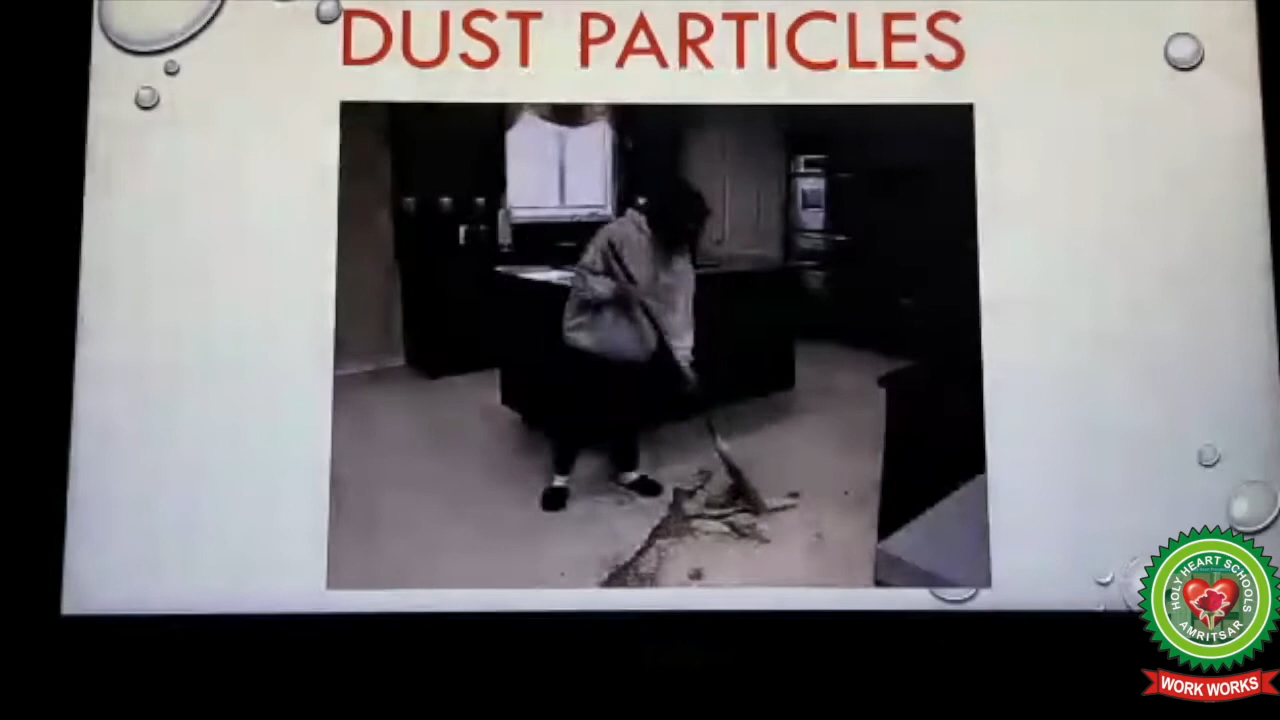 DUST PARTICLES
HOLY HEART SCHOOLS
AMRITSAR
WORK WORKS